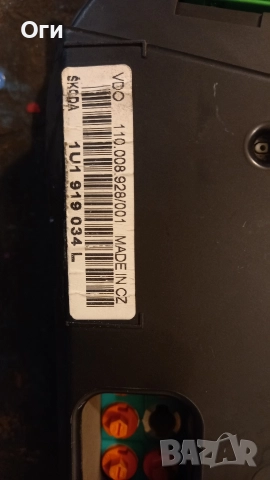 Оги
VDO 110.008.928/001 MADE IN CZ
ŠKODA 1U1 919 034 L
BAZAR